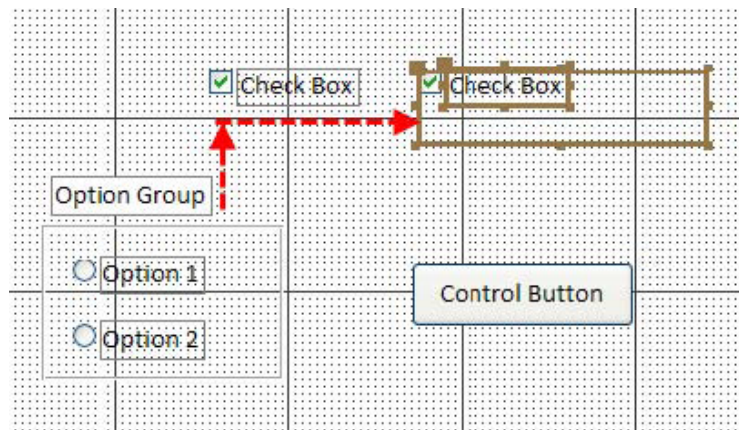 Check Box
Check Box
Option Group
Option 1
Option 2
Control Button